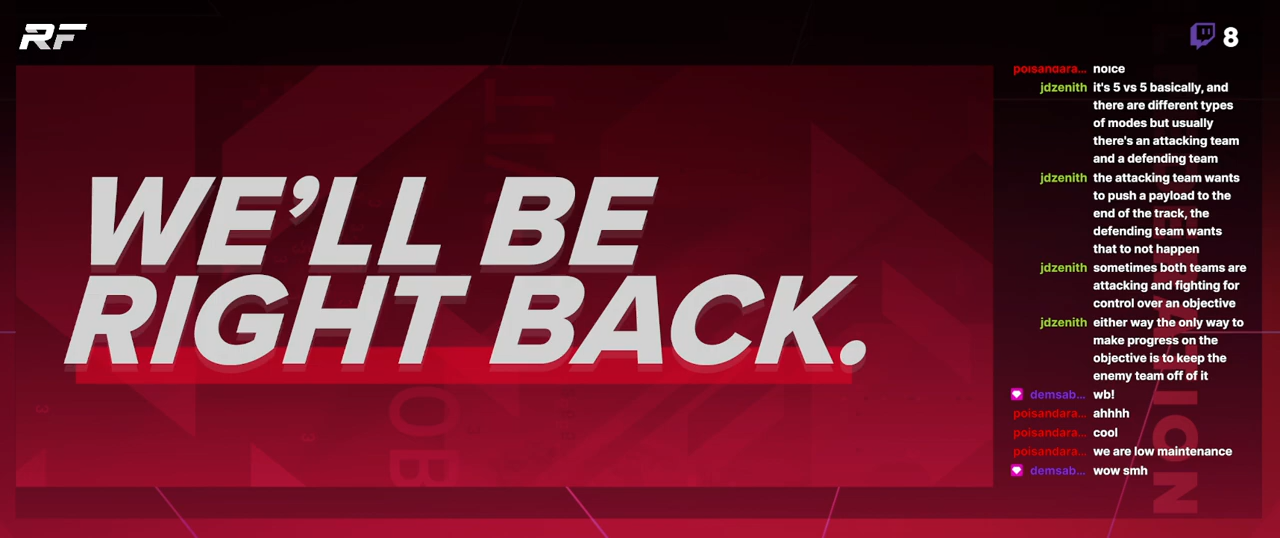 RF
8
WE'LL BE
RIGHT BACK.
poisandara... noice
jdzenith it's 5 vs 5 basically, and
there are different types
of modes but usually
there's an attacking team
and a defending team
jdzenith the attacking team wants
to push a payload to the
end of the track, the
defending team wants
that to not happen
jdzenith sometimes both teams are
attacking and fighting for
control over an objective
jdzenith either way the only way to
make progress on the
objective is to keep the
enemy team off of it
demsab... wb!
poisandara... ahhhh
poisandara... cool
poisandara... we are low maintenance
demsab... wow smh